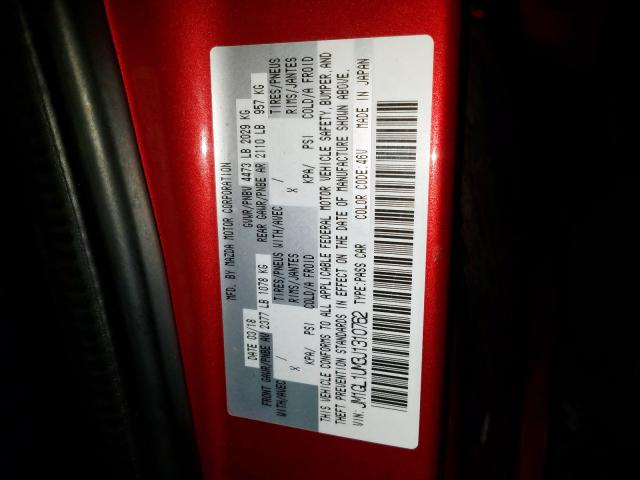 MFD. BY MAZDA MOTOR CORPORATION
DATE 03/18 GVWR/PNBV 4473 LB 2029 KG
FRONT GAWR/PNBE AV 2377 LB 1078 KG REAR GAWR/PNBE AR 2110 LB 957 KG
WITH/AVEC TIRES/PNEUS WITH/AVEC TIRES/PNEUS
X RIMS/JANTES X RIMS/JANTES
KPA/ PSI COLD/A FROID KPA/ PSI COLD/A FROID
THIS VEHICLE CONFORMS TO ALL APPLICABLE FEDERAL MOTOR VEHICLE SAFETY, BUMPER, AND
THEFT PREVENTION STANDARDS IN EFFECT ON THE DATE OF MANUFACTURE SHOWN ABOVE.
VIN: JM1GL1UM3J1310752 TYPE: PASS CAR COLOR CODE: 46V MADE IN JAPAN